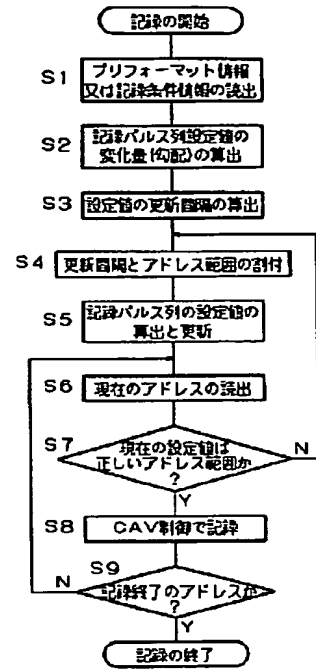 記録の開始
S1
プリフォーマット情報
又は記録条件情報の読出
S2
記録パルス列設定値の
変化量(勾配)の算出
S3
設定値の更新間隔の算出
S4
更新間隔とアドレス範囲の割付
S5
記録パルス列の設定値の
算出と更新
S6
現在のアドレスの読出
S7
現在の設定値は
正しいアドレス範囲か
?
N
Y
S8
CAV制御で記録
S9
N
記録終了のアドレスか
?
Y
記録の終了